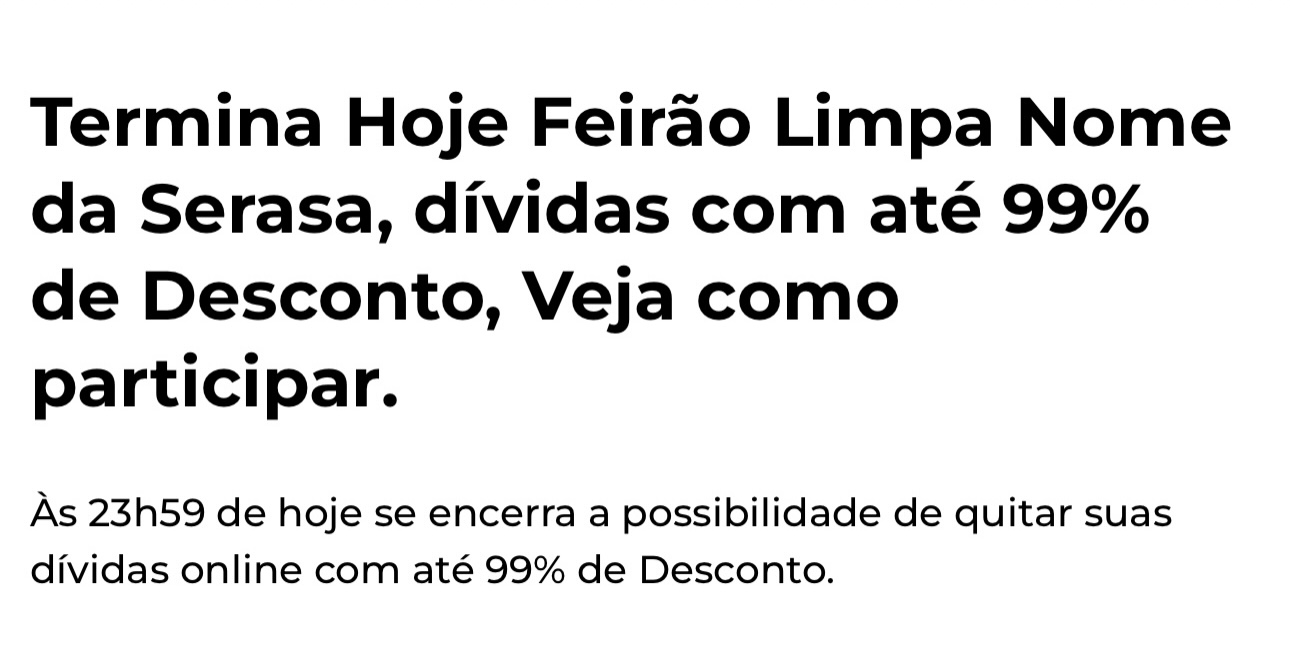 Termina Hoje Feirão Limpa Nome
da Serasa, dívidas com até 99%
de Desconto, Veja como
participar.
Às 23h59 de hoje se encerra a possibilidade de quitar suas
dívidas online com até 99% de Desconto.